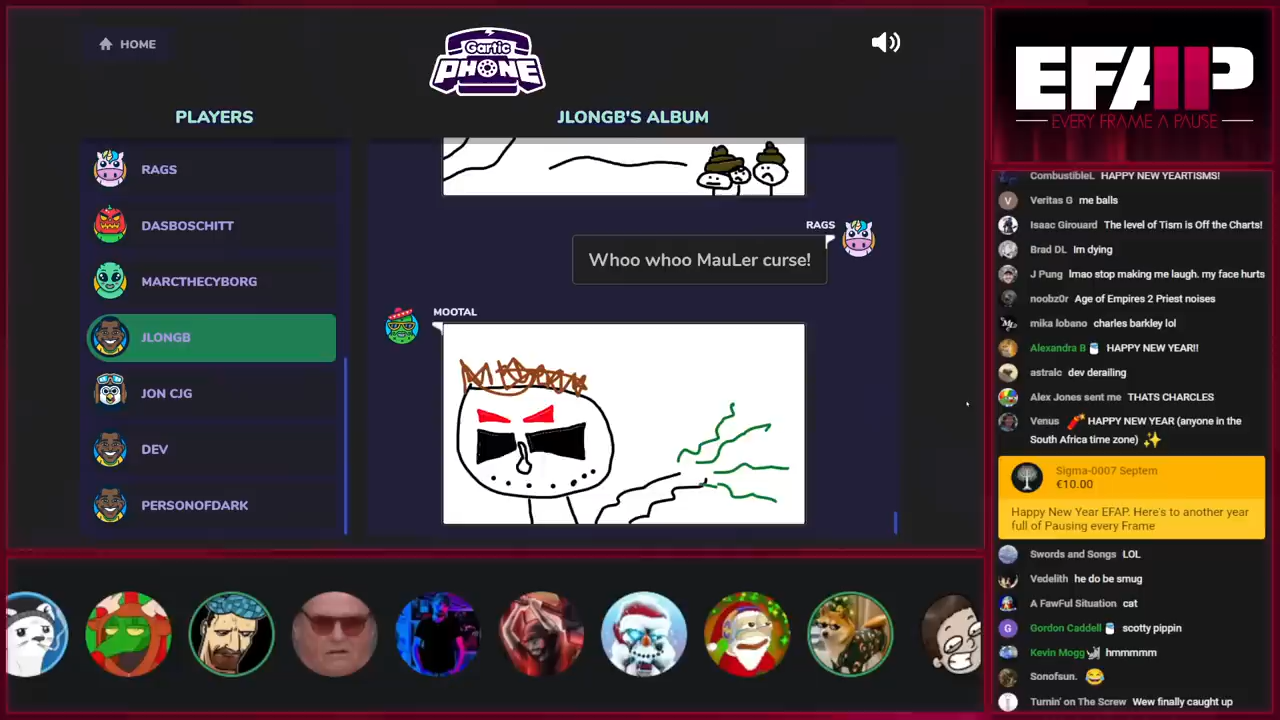 HOME
Gartic
PHONE
PLAYERS
RAGS
DASBOSCHITT
MARCTHECYBORG
JLONGB
JON CJG
DEV
PERSONOFDARK
JLONGB'S ALBUM
RAGS
Whoo whoo MauLer curse!
MOOTAL
EFAP
EVERY FRAME A PAUSE
CombustibleL HAPPY NEW YEARTISMS!
V Veritas G me balls
Isaac Girouard The level of Tism is Off the Charts!
Brad DL Im dying
J Pung lmao stop making me laugh. my face hurts
noobz0r Age of Empires 2 Priest noises
mika lobano charles barkley lol
Alexandra B HAPPY NEW YEAR!!
astralc dev derailing
Alex Jones sent me THATS CHARCLES
Venus 🧨 HAPPY NEW YEAR (anyone in the
South Africa time zone) ✨
Sigma-0007 Septem
€10.00
Happy New Year EFAP. Here's to another year
full of Pausing every Frame
Swords and Songs LOL
Vedelith he do be smug
A FawFul Situation cat
G Gordon Caddell scotty pippin
Kevin Mogg hmmmmm
Sonofsun. 😂
Turnin' on The Screw Wew finally caught up